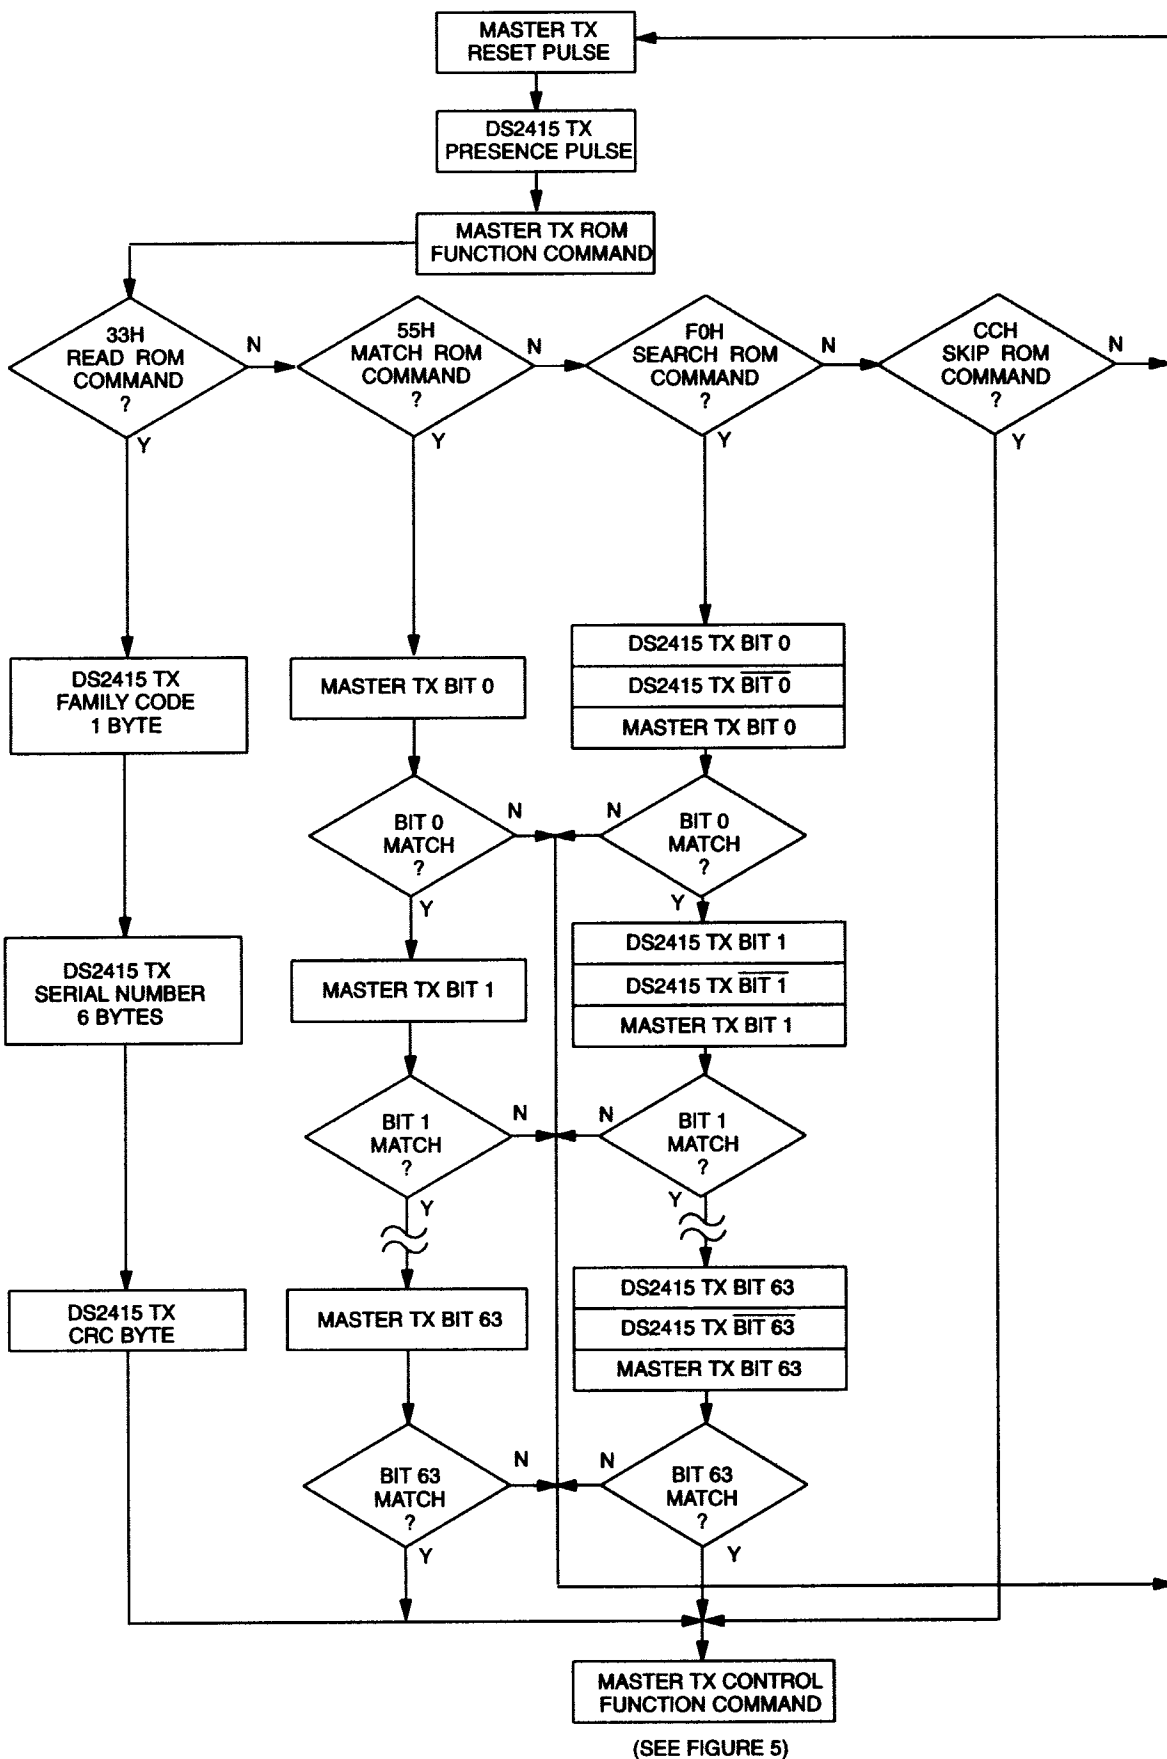 MASTER TX
RESET PULSE
DS2415 TX
PRESENCE PULSE
MASTER TX ROM
FUNCTION COMMAND
33H
READ ROM
COMMAND
?
N
Y
55H
MATCH ROM
COMMAND
?
N
Y
F0H
SEARCH ROM
COMMAND
?
N
Y
CCH
SKIP ROM
COMMAND
?
N
Y
DS2415 TX
FAMILY CODE
1 BYTE
DS2415 TX
SERIAL NUMBER
6 BYTES
DS2415 TX
CRC BYTE
MASTER TX BIT 0
BIT 0
MATCH
?
N
Y
MASTER TX BIT 1
BIT 1
MATCH
?
N
Y
MASTER TX BIT 63
BIT 63
MATCH
?
N
Y
DS2415 TX BIT 0
DS2415 TX B̅I̅T̅ ̅0̅
MASTER TX BIT 0
N
BIT 0
MATCH
?
Y
DS2415 TX BIT 1
DS2415 TX B̅I̅T̅ ̅1̅
MASTER TX BIT 1
N
BIT 1
MATCH
?
Y
DS2415 TX BIT 63
DS2415 TX B̅I̅T̅ ̅6̅3̅
MASTER TX BIT 63
N
BIT 63
MATCH
?
Y
MASTER TX CONTROL
FUNCTION COMMAND
(SEE FIGURE 5)